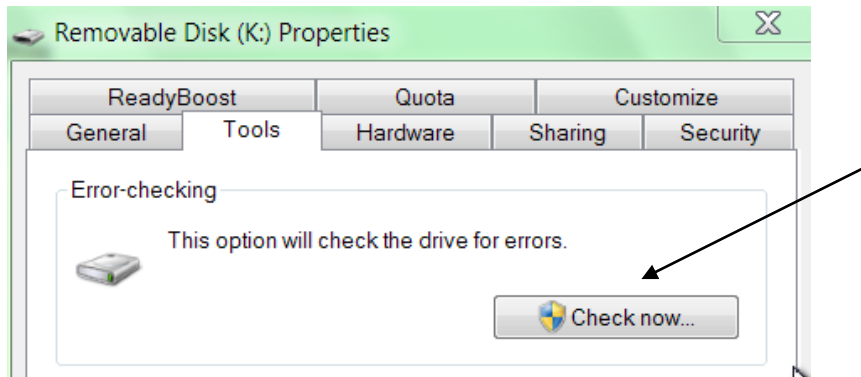 Removable Disk (K:) Properties
ReadyBoost Quota Customize
General Tools Hardware Sharing Security
Error-checking
This option will check the drive for errors.
Check now...